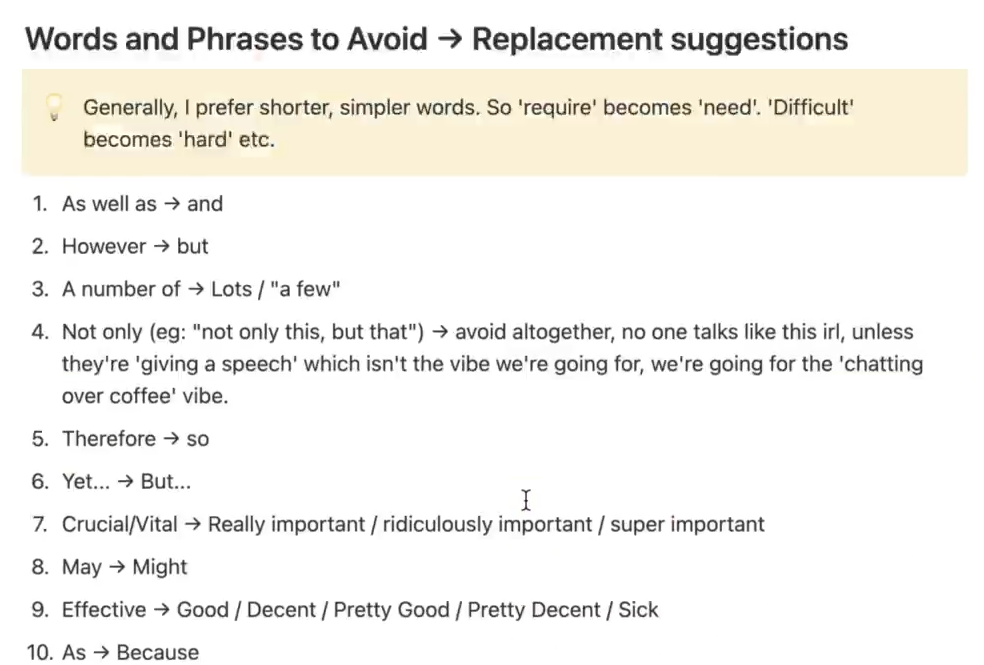 Words and Phrases to Avoid → Replacement suggestions
Generally, I prefer shorter, simpler words. So 'require' becomes 'need'. 'Difficult'
becomes 'hard' etc.
1. As well as → and
2. However → but
3. A number of → Lots / "a few"
4. Not only (eg: "not only this, but that") → avoid altogether, no one talks like this irl, unless
they're 'giving a speech' which isn't the vibe we're going for, we're going for the 'chatting
over coffee' vibe.
5. Therefore → so
6. Yet... → But...
7. Crucial/Vital → Really important / ridiculously important / super important
8. May → Might
9. Effective → Good / Decent / Pretty Good / Pretty Decent / Sick
10. As → Because